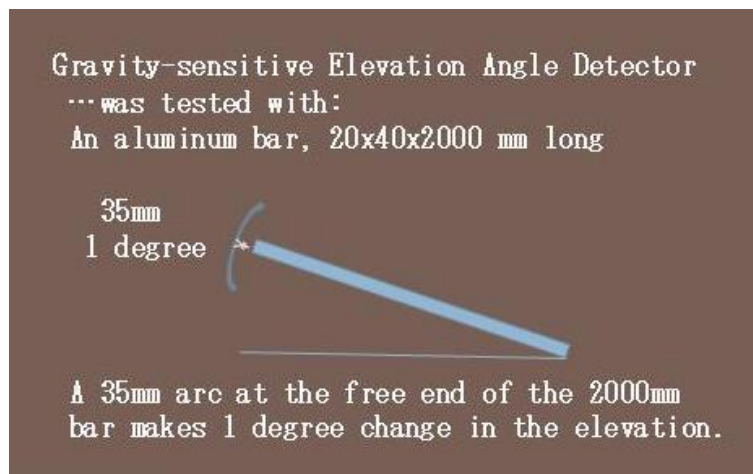 Gravity-sensitive Elevation Angle Detector
…was tested with:
An aluminum bar, 20x40x2000 mm long
35mm
1 degree
A 35mm arc at the free end of the 2000mm
bar makes 1 degree change in the elevation.